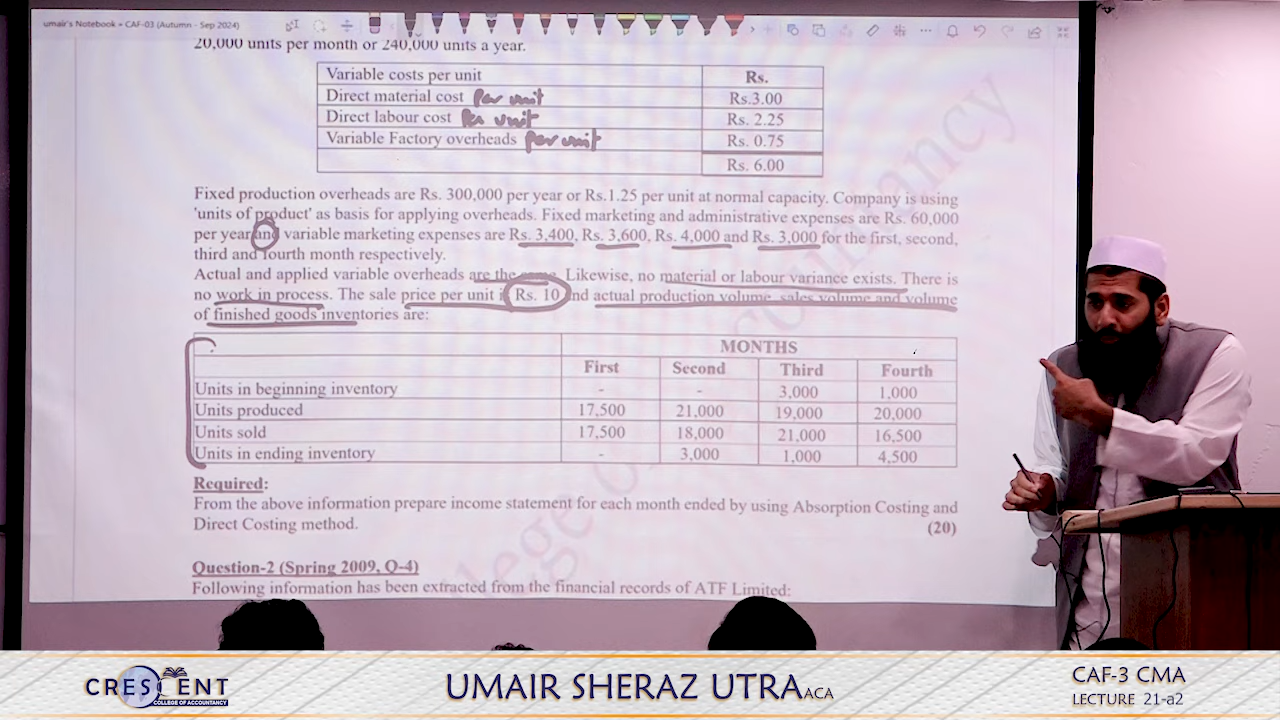 umair's Notebook » CAF-03 (Autumn - Sep 2024)
20,000 units per month or 240,000 units a year.
Variable costs per unit Rs.
Direct material cost Per unit Rs.3.00
Direct labour cost Per unit Rs. 2.25
Variable Factory overheads Per unit Rs. 0.75
Rs. 6.00
Fixed production overheads are Rs. 300,000 per year or Rs.1.25 per unit at normal capacity. Company is using
'units of product' as basis for applying overheads. Fixed marketing and administrative expenses are Rs. 60,000
per year and variable marketing expenses are Rs. 3,400, Rs. 3,600, Rs. 4,000 and Rs. 3,000 for the first, second,
third and fourth month respectively.
Actual and applied variable overheads are the same. Likewise, no material or labour variance exists. There is
no work in process. The sale price per unit Rs. 10 and actual production volume, sales volume and volume
of finished goods inventories are:
MONTHS
First Second Third Fourth
Units in beginning inventory - - 3,000 1,000
Units produced 17,500 21,000 19,000 20,000
Units sold 17,500 18,000 21,000 16,500
Units in ending inventory - 3,000 1,000 4,500
Required:
From the above information prepare income statement for each month ended by using Absorption Costing and
Direct Costing method. (20)
Question-2 (Spring 2009, Q-4)
Following information has been extracted from the financial records of ATF Limited:
CRESCENT
COLLEGE OF ACCOUNTANCY
UMAIR SHERAZ UTRA ACA
CAF-3 CMA
LECTURE 21-a2